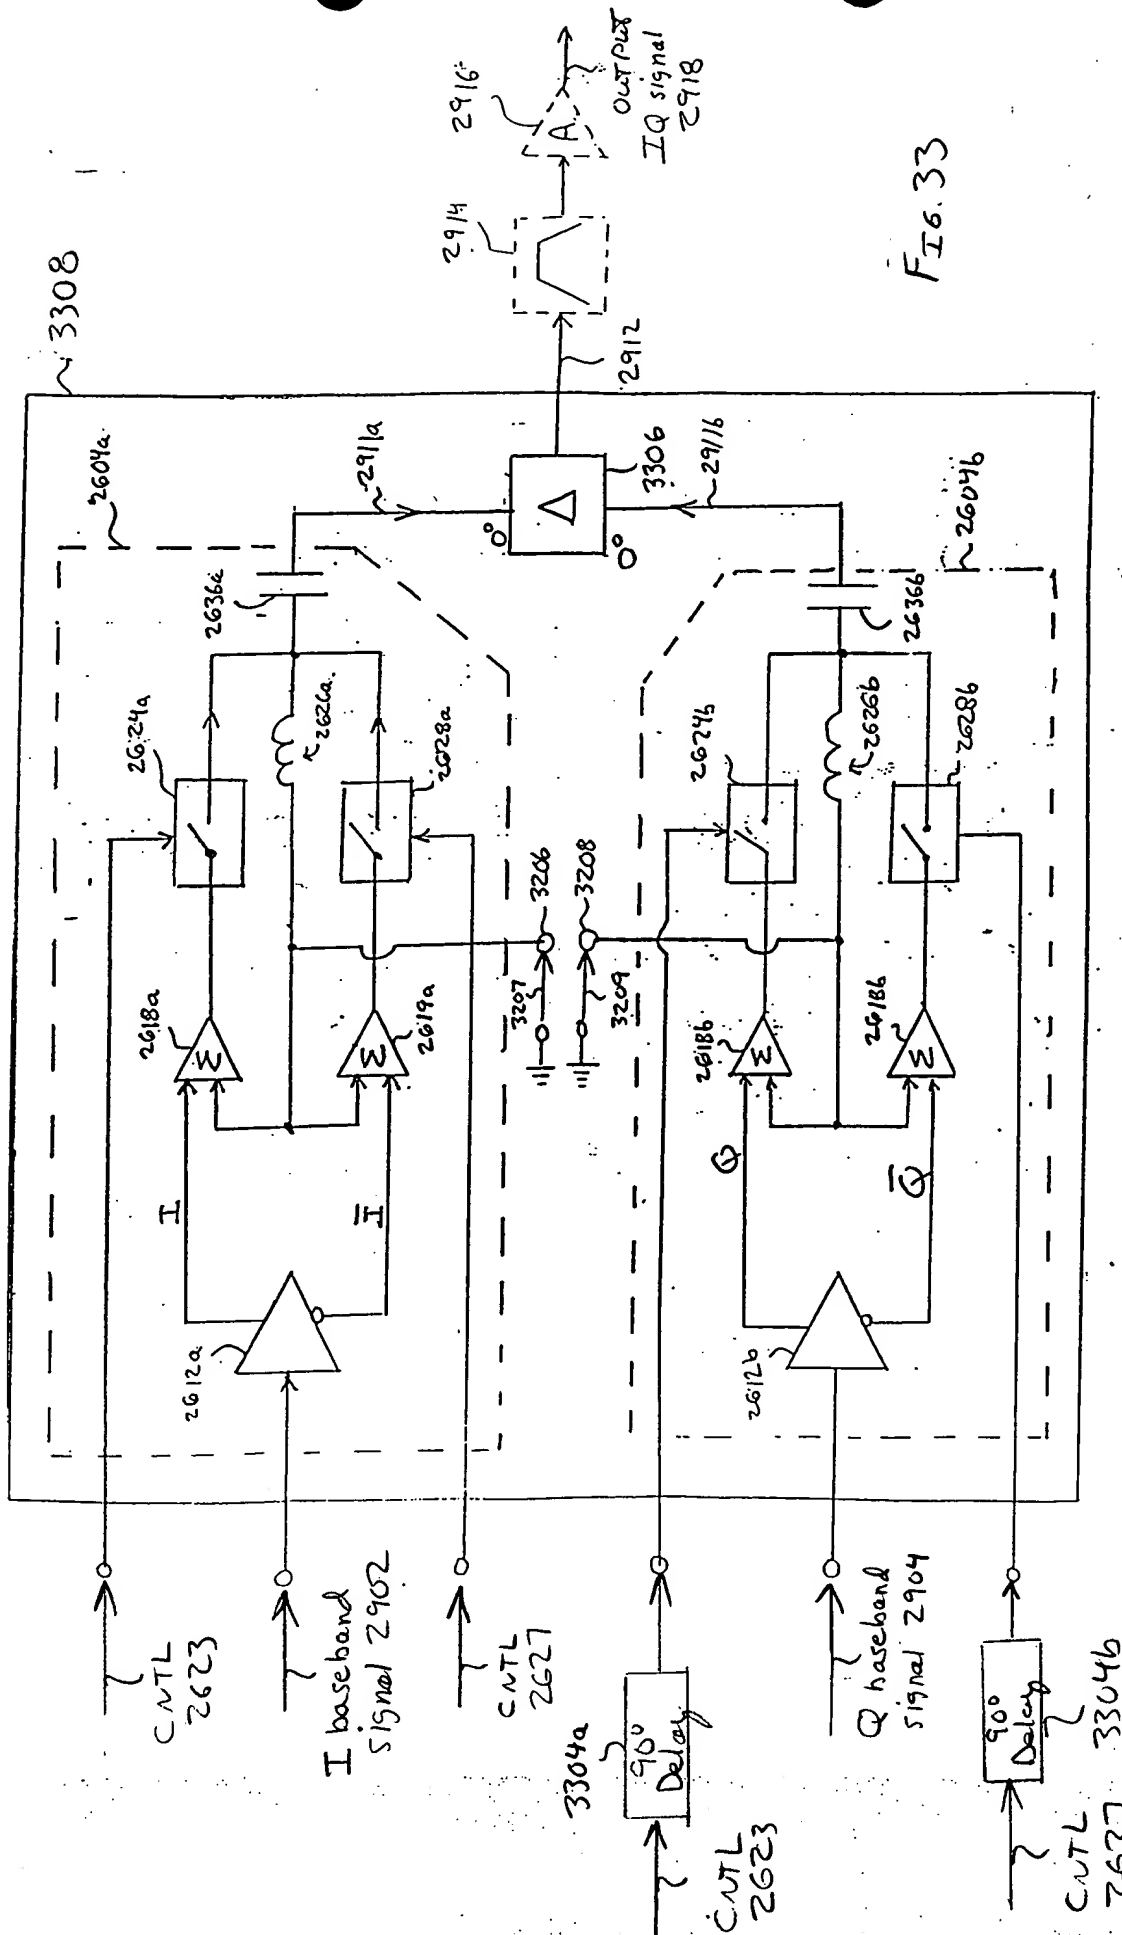 3308
2604a
2624a
2636a
2911a
2618a
2626a
I
I̅
2612a
2628a
2619a
Σ
Σ
CNTL
2623
I baseband
signal 2902
CNTL
2627
3206
3207
3208
3209
0°
Δ
0°
3306
2911b
2912
2914
2916
A
OUTPUT
IQ signal
2918
3304a
90°
Delay
CNTL
2623
2624b
2636b
2604b
2618b
Σ
2626b
Q
Q̅
2612b
2628b
2618b
Σ
Q baseband
signal 2904
90°
Delay
3304b
CNTL
2627
FIG. 33